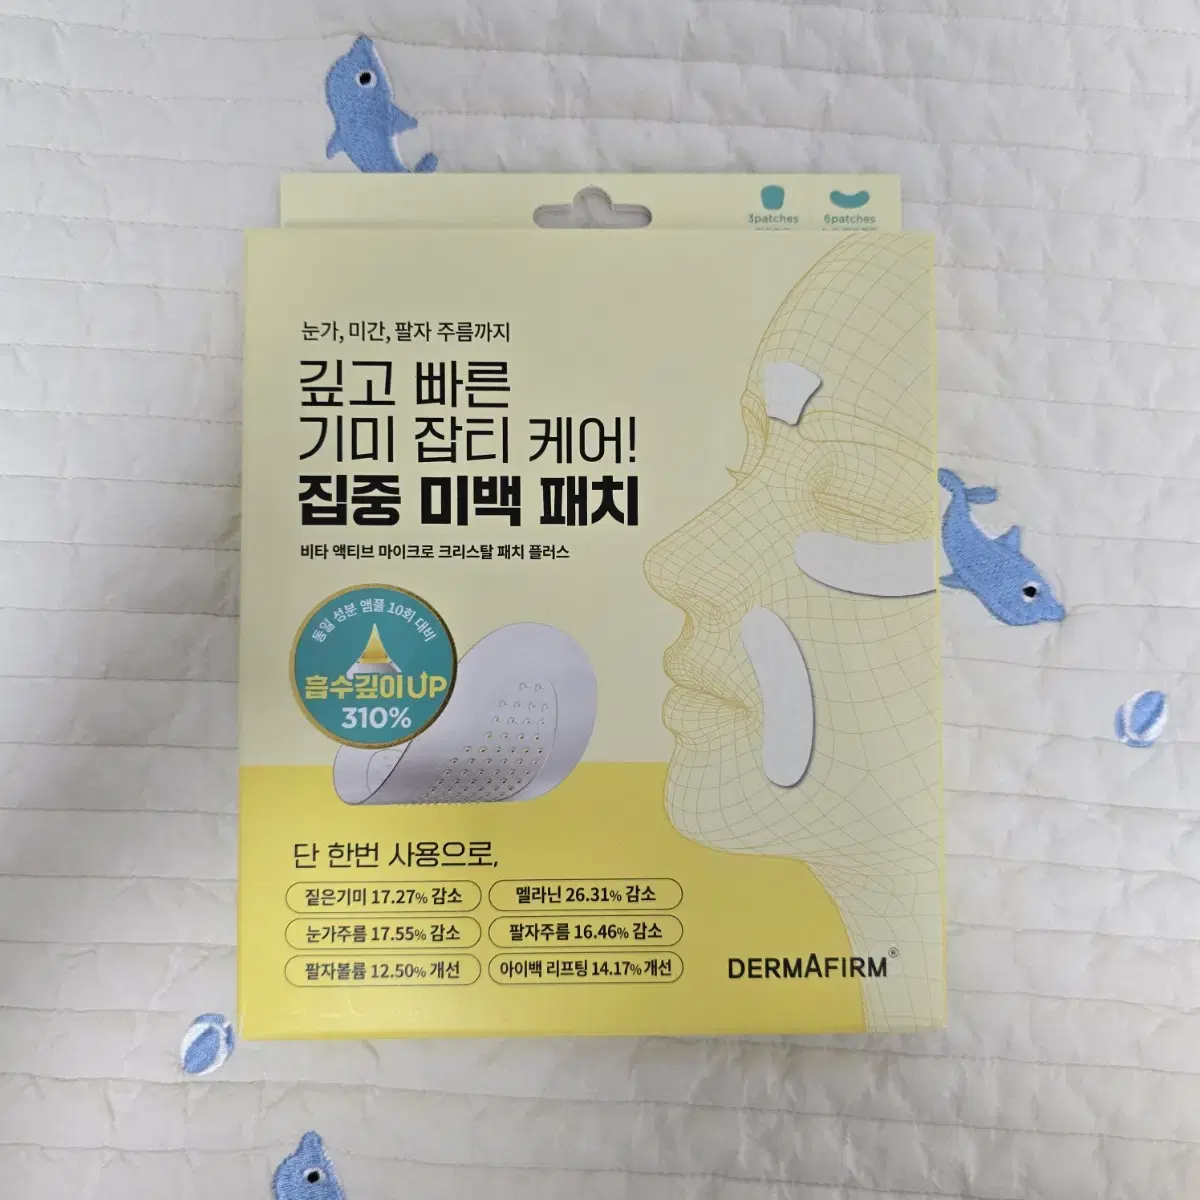 3patches
6patches
눈가, 미간, 팔자 주름까지
깊고 빠른
기미 잡티 케어!
집중 미백 패치
비타 액티브 마이크로 크리스탈 패치 플러스
동일 성분 앰플 10회 대비
흡수깊이UP
310%
단 한번 사용으로,
짙은기미 17.27% 감소
멜라닌 26.31% 감소
눈가주름 17.55% 감소
팔자주름 16.46% 감소
팔자볼륨 12.50% 개선
아이백 리프팅 14.17% 개선
DERMAFIRM®